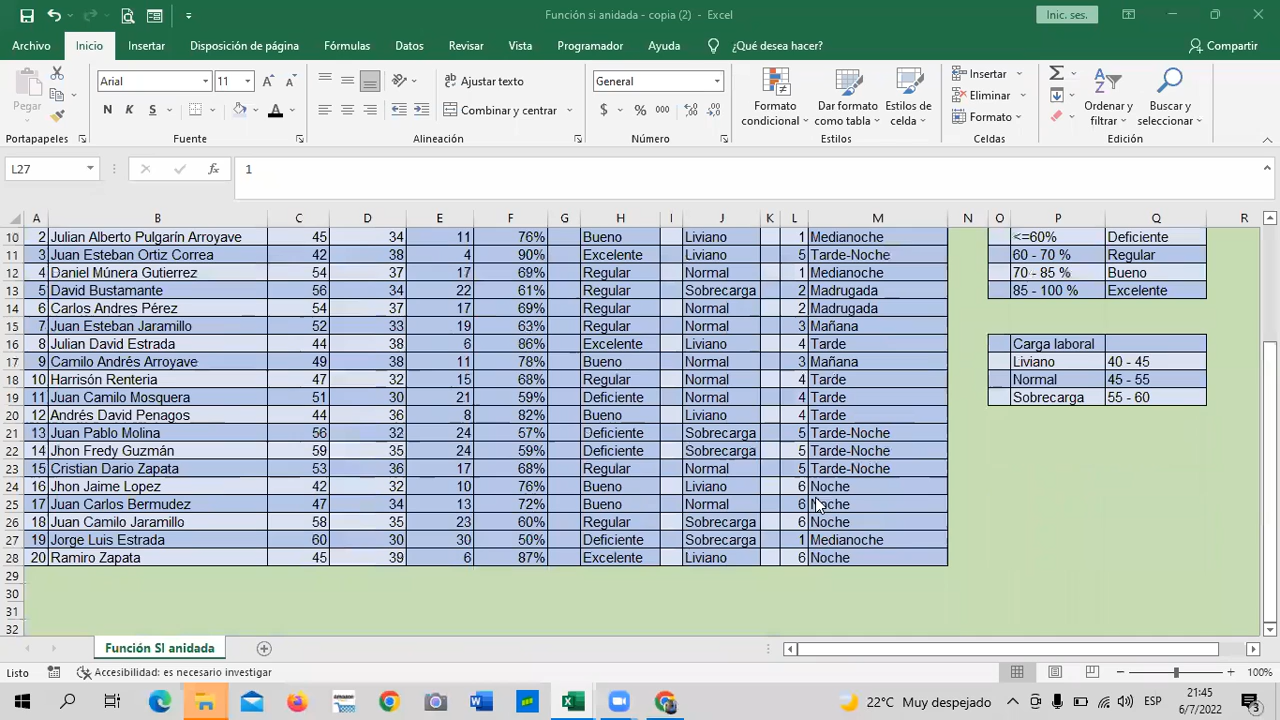 Función si anidada - copia (2) - Excel
Inic. ses.
Archivo Inicio Insertar Disposición de página Fórmulas Datos Revisar Vista Programador Ayuda ¿Qué desea hacer? Compartir
Pegar
Arial 11
N K S
Ajustar texto
Combinar y centrar
General
$ % 000
Formato condicional
Dar formato como tabla
Estilos de celda
Insertar
Eliminar
Formato
Ordenar y filtrar
Buscar y seleccionar
Portapapeles Fuente Alineación Número Estilos Celdas Edición
L27 fx 1
A B C D E F G H I J K L M N O P Q R
10 2 Julian Alberto Pulgarín Arroyave 45 34 11 76% Bueno Liviano 1 Medianoche <=60% Deficiente
11 3 Juan Esteban Ortiz Correa 42 38 4 90% Excelente Liviano 5 Tarde-Noche 60 - 70 % Regular
12 4 Daniel Múnera Gutierrez 54 37 17 69% Regular Normal 1 Medianoche 70 - 85 % Bueno
13 5 David Bustamante 56 34 22 61% Regular Sobrecarga 2 Madrugada 85 - 100 % Excelente
14 6 Carlos Andres Pérez 54 37 17 69% Regular Normal 2 Madrugada
15 7 Juan Esteban Jaramillo 52 33 19 63% Regular Normal 3 Mañana
16 8 Julian David Estrada 44 38 6 86% Excelente Liviano 4 Tarde Carga laboral
17 9 Camilo Andrés Arroyave 49 38 11 78% Bueno Normal 3 Mañana Liviano 40 - 45
18 10 Harrisón Renteria 47 32 15 68% Regular Normal 4 Tarde Normal 45 - 55
19 11 Juan Camilo Mosquera 51 30 21 59% Deficiente Normal 4 Tarde Sobrecarga 55 - 60
20 12 Andrés David Penagos 44 36 8 82% Bueno Liviano 4 Tarde
21 13 Juan Pablo Molina 56 32 24 57% Deficiente Sobrecarga 5 Tarde-Noche
22 14 Jhon Fredy Guzmán 59 35 24 59% Deficiente Sobrecarga 5 Tarde-Noche
23 15 Cristian Dario Zapata 53 36 17 68% Regular Normal 5 Tarde-Noche
24 16 Jhon Jaime Lopez 42 32 10 76% Bueno Liviano 6 Noche
25 17 Juan Carlos Bermudez 47 34 13 72% Bueno Normal 6 Noche
26 18 Juan Camilo Jaramillo 58 35 23 60% Regular Sobrecarga 6 Noche
27 19 Jorge Luis Estrada 60 30 30 50% Deficiente Sobrecarga 1 Medianoche
28 20 Ramiro Zapata 45 39 6 87% Excelente Liviano 6 Noche
29
30
31
32
Función SI anidada
Listo Accesibilidad: es necesario investigar 100%
22°C Muy despejado ESP 21:45
6/7/2022 3